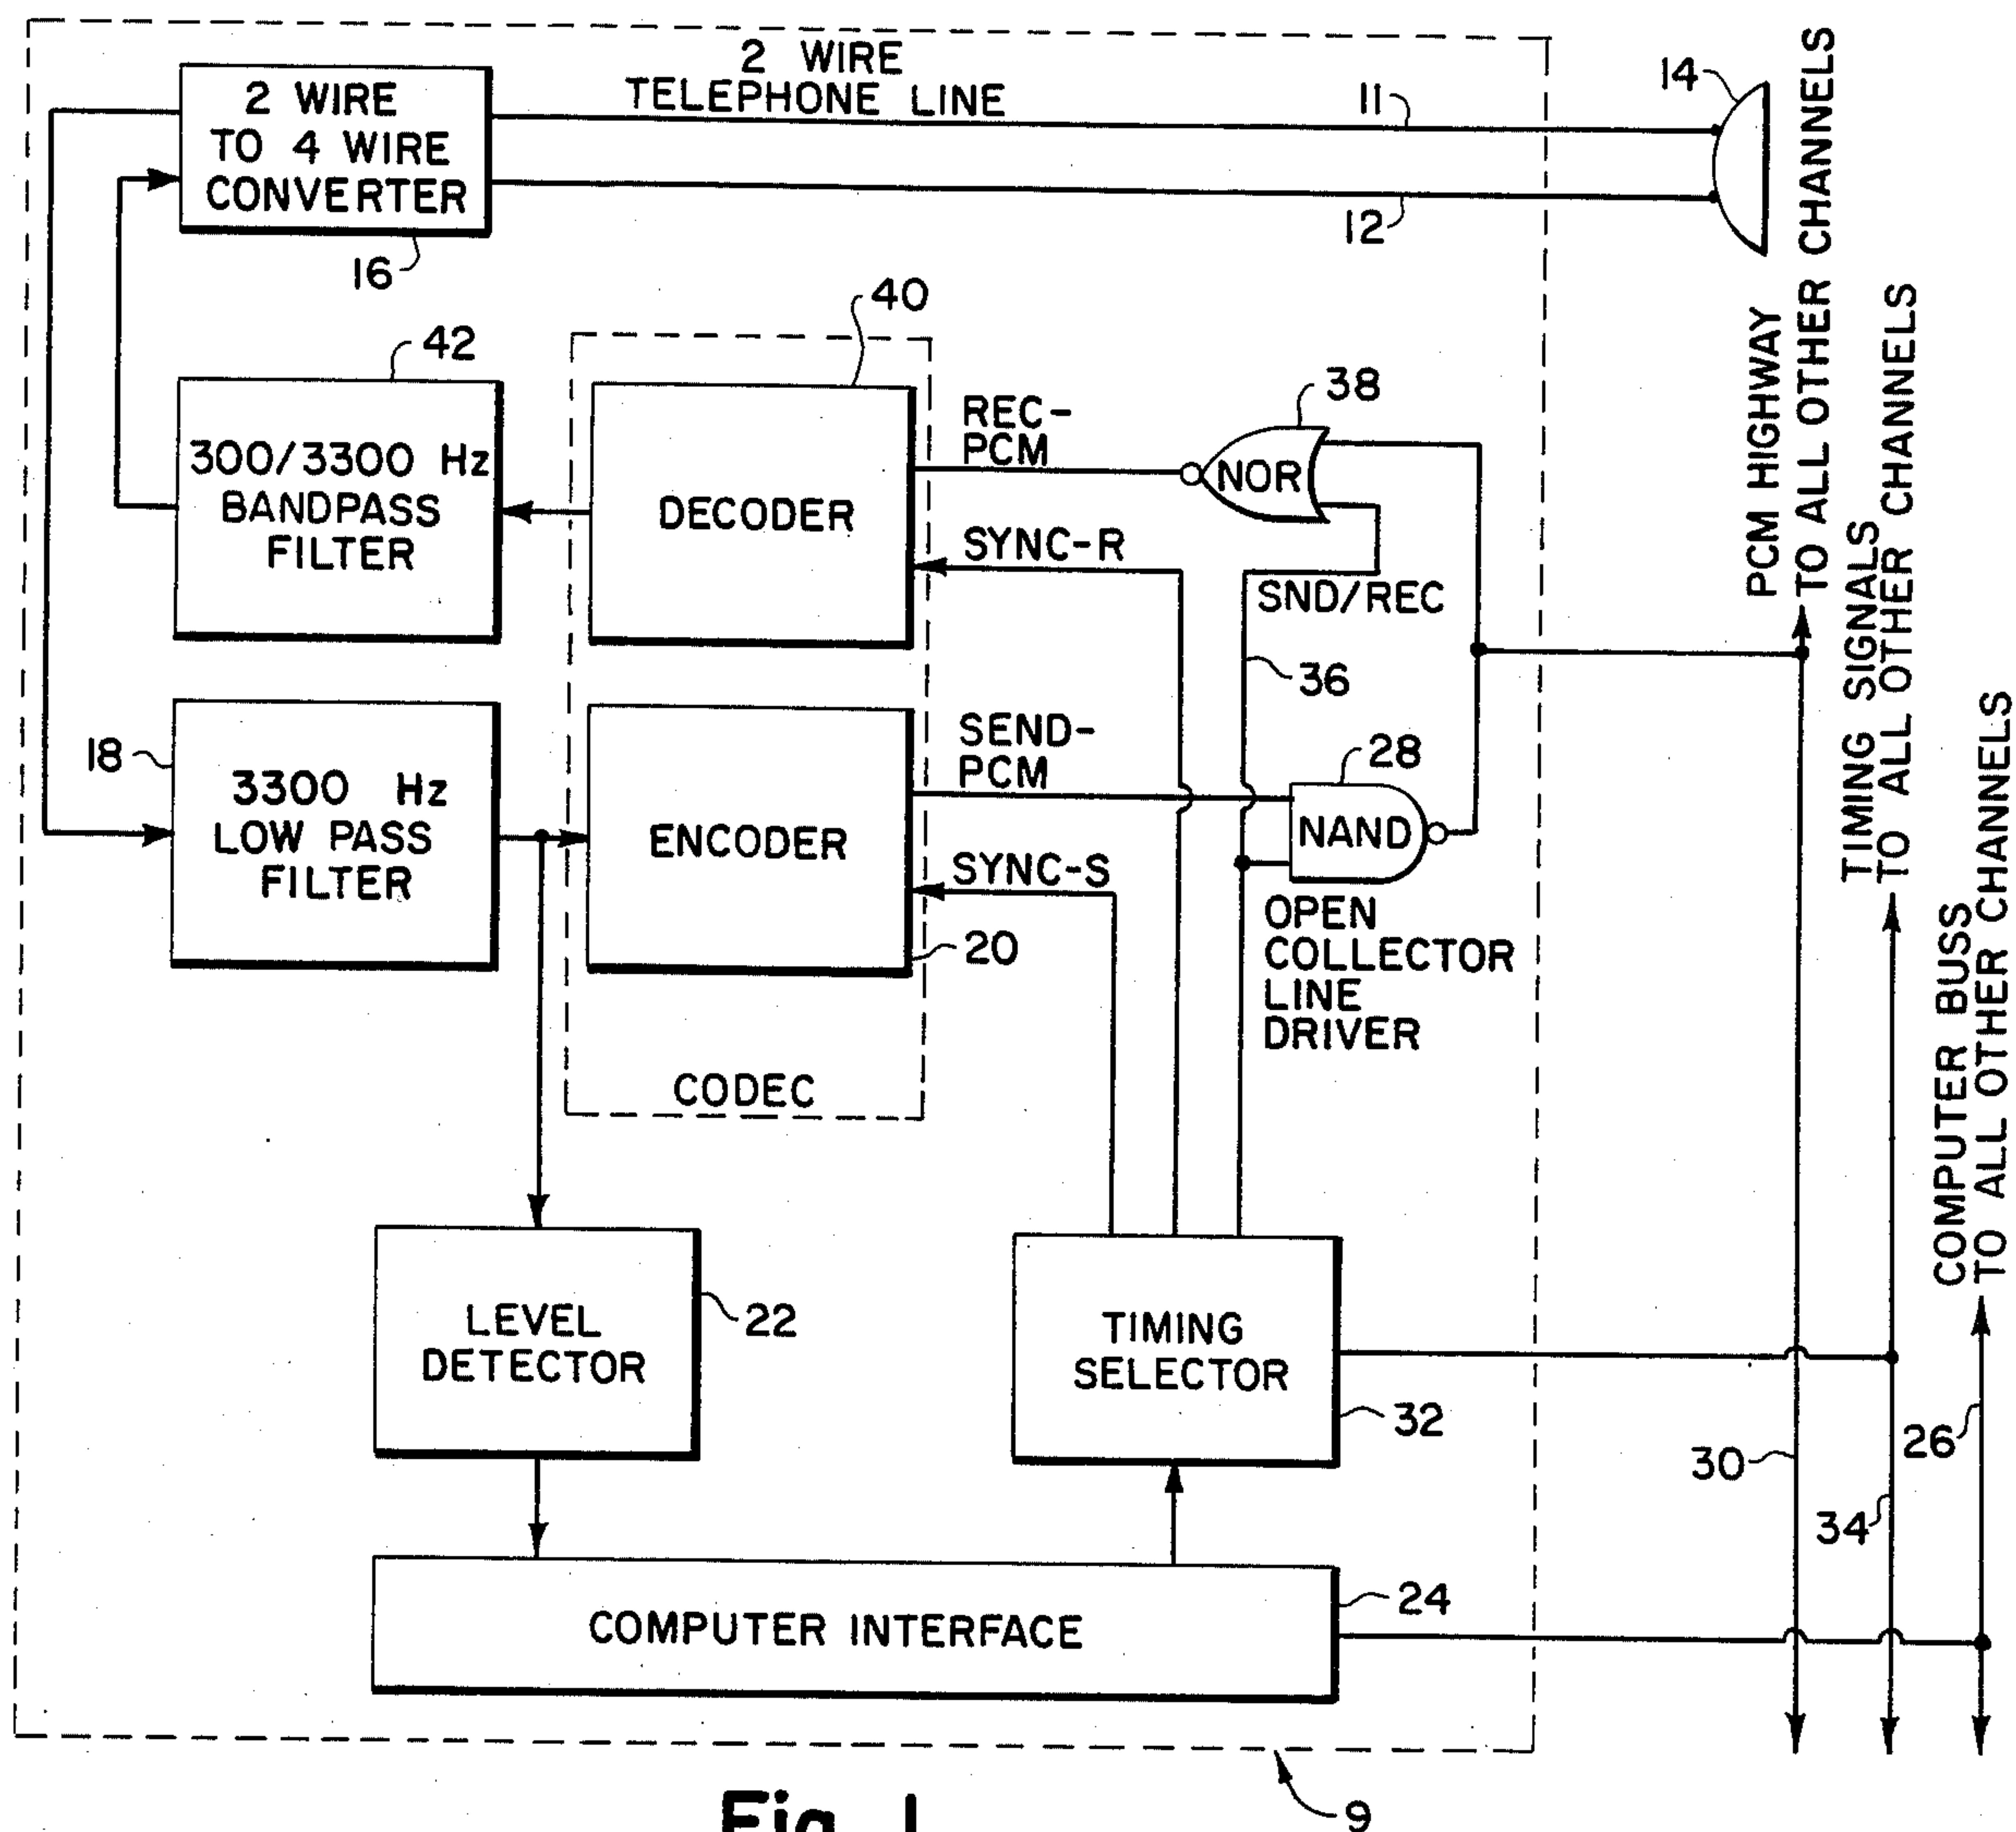 2 WIRE
TELEPHONE LINE
2 WIRE
TO 4 WIRE
CONVERTER
16
11
12
14
42
300/3300 Hz
BANDPASS
FILTER
40
DECODER
REC-
PCM
SYNC-R
38
NOR
SND/REC
36
18
3300 Hz
LOW PASS
FILTER
ENCODER
20
CODEC
SEND-
PCM
SYNC-S
28
NAND
OPEN
COLLECTOR
LINE
DRIVER
PCM HIGHWAY
TO ALL OTHER CHANNELS
TIMING SIGNALS
TO ALL OTHER CHANNELS
COMPUTER BUSS
TO ALL OTHER CHANNELS
LEVEL
DETECTOR
22
TIMING
SELECTOR
32
30
34
26
COMPUTER INTERFACE
24
9
Fig. 1